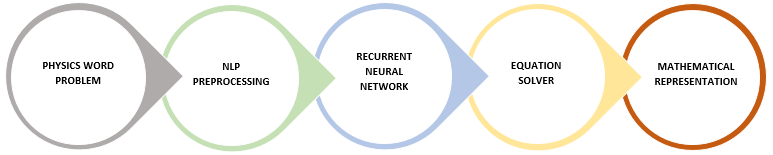 PHYSICS WORD
PROBLEM
NLP
PREPROCESSING
RECURRENT
NEURAL
NETWORK
EQUATION
SOLVER
MATHEMATICAL
REPRESENTATION